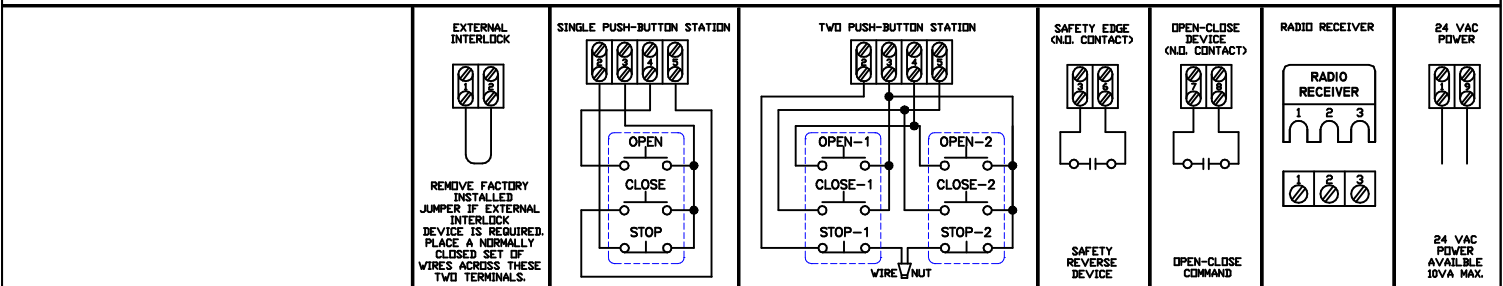 EXTERNAL
INTERLOCK
1 2
REMOVE FACTORY
INSTALLED
JUMPER IF EXTERNAL
INTERLOCK
DEVICE IS REQUIRED.
PLACE A NORMALLY
CLOSED SET OF
WIRES ACROSS THESE
TWO TERMINALS.
SINGLE PUSH-BUTTON STATION
2 3 4 5
OPEN
CLOSE
STOP
TWO PUSH-BUTTON STATION
2 3 4 5
OPEN-1 OPEN-2
CLOSE-1 CLOSE-2
STOP-1 STOP-2
WIRE NUT
SAFETY EDGE
(N.O. CONTACT)
3 6
SAFETY
REVERSE
DEVICE
OPEN-CLOSE
DEVICE
(N.O. CONTACT)
7 8
OPEN-CLOSE
COMMAND
RADIO RECEIVER
RADIO
RECEIVER
1 2 3
1 2 3
24 VAC
POWER
1 9
24 VAC
POWER
AVAILBLE
10VA MAX.